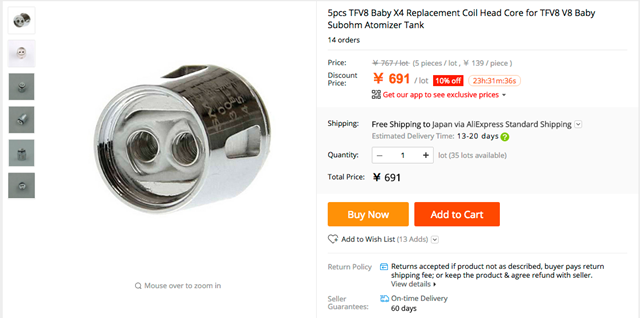 5pcs TFV8 Baby X4 Replacement Coil Head Core for TFV8 V8 Baby
Subohm Atomizer Tank
14 orders
Price: ¥ 767 / lot (5 pieces / lot , ¥ 139 / piece )
Discount
Price: ¥ 691 / lot 10% off 23h:31m:36s
Get our app to see exclusive prices
Shipping: Free Shipping to Japan via AliExpress Standard Shipping
Estimated Delivery Time: 13-20 days ?
Quantity: – 1 + lot (35 lots available)
Total Price: ¥ 691
Buy Now Add to Cart
Add to Wish List (13 Adds)
Mouse over to zoom in
Return Policy Returns accepted if product not as described, buyer pays return
shipping fee; or keep the product & agree refund with seller.
View details
Seller
Guarantees: On-time Delivery
60 days